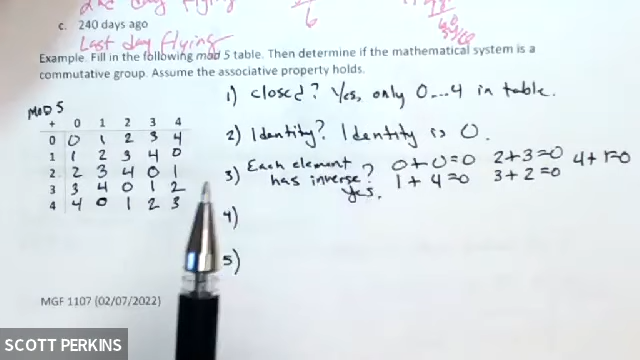 2nd day flying
6
c. 240 days ago
Last day flying
Example. Fill in the following mod 5 table. Then determine if the mathematical system is a
commutative group. Assume the associative property holds.
MOD 5
+ 0 1 2 3 4
0 0 1 2 3 4
1 1 2 3 4 0
2 2 3 4 0 1
3 3 4 0 1 2
4 4 0 1 2 3
1) Closed? Yes, only 0...4 in table.
2) Identity? Identity is 0.
3) Each element has inverse? Yes.
0+0=0 2+3=0 4+1=0
1+4=0 3+2=0
4)
5)
MGF 1107 (02/07/2022)
SCOTT PERKINS